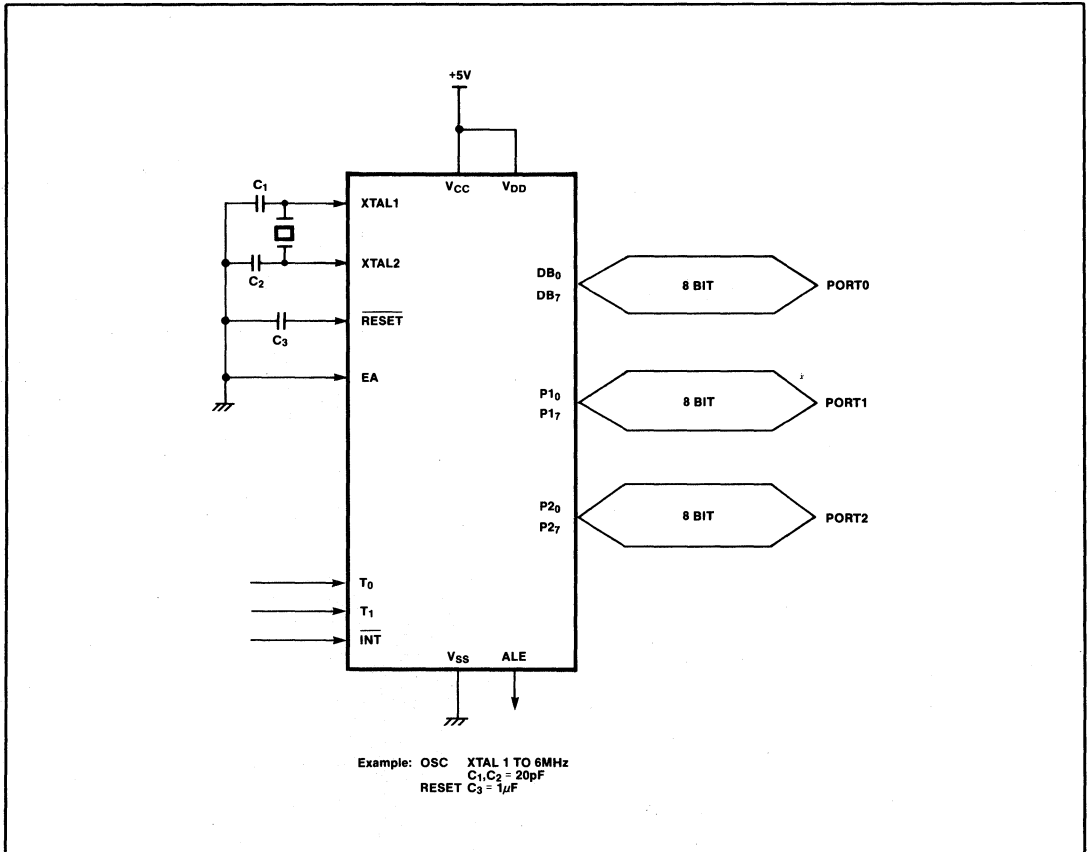 +5V
VCC VDD
C1
XTAL1
XTAL2
C2
RESET
C3
EA
DB0
DB7
8 BIT
PORT0
P10
P17
8 BIT
PORT1
P20
P27
8 BIT
PORT2
T0
T1
INT
VSS ALE
Example: OSC XTAL 1 TO 6MHz
C1,C2 = 20pF
RESET C3 = 1µF